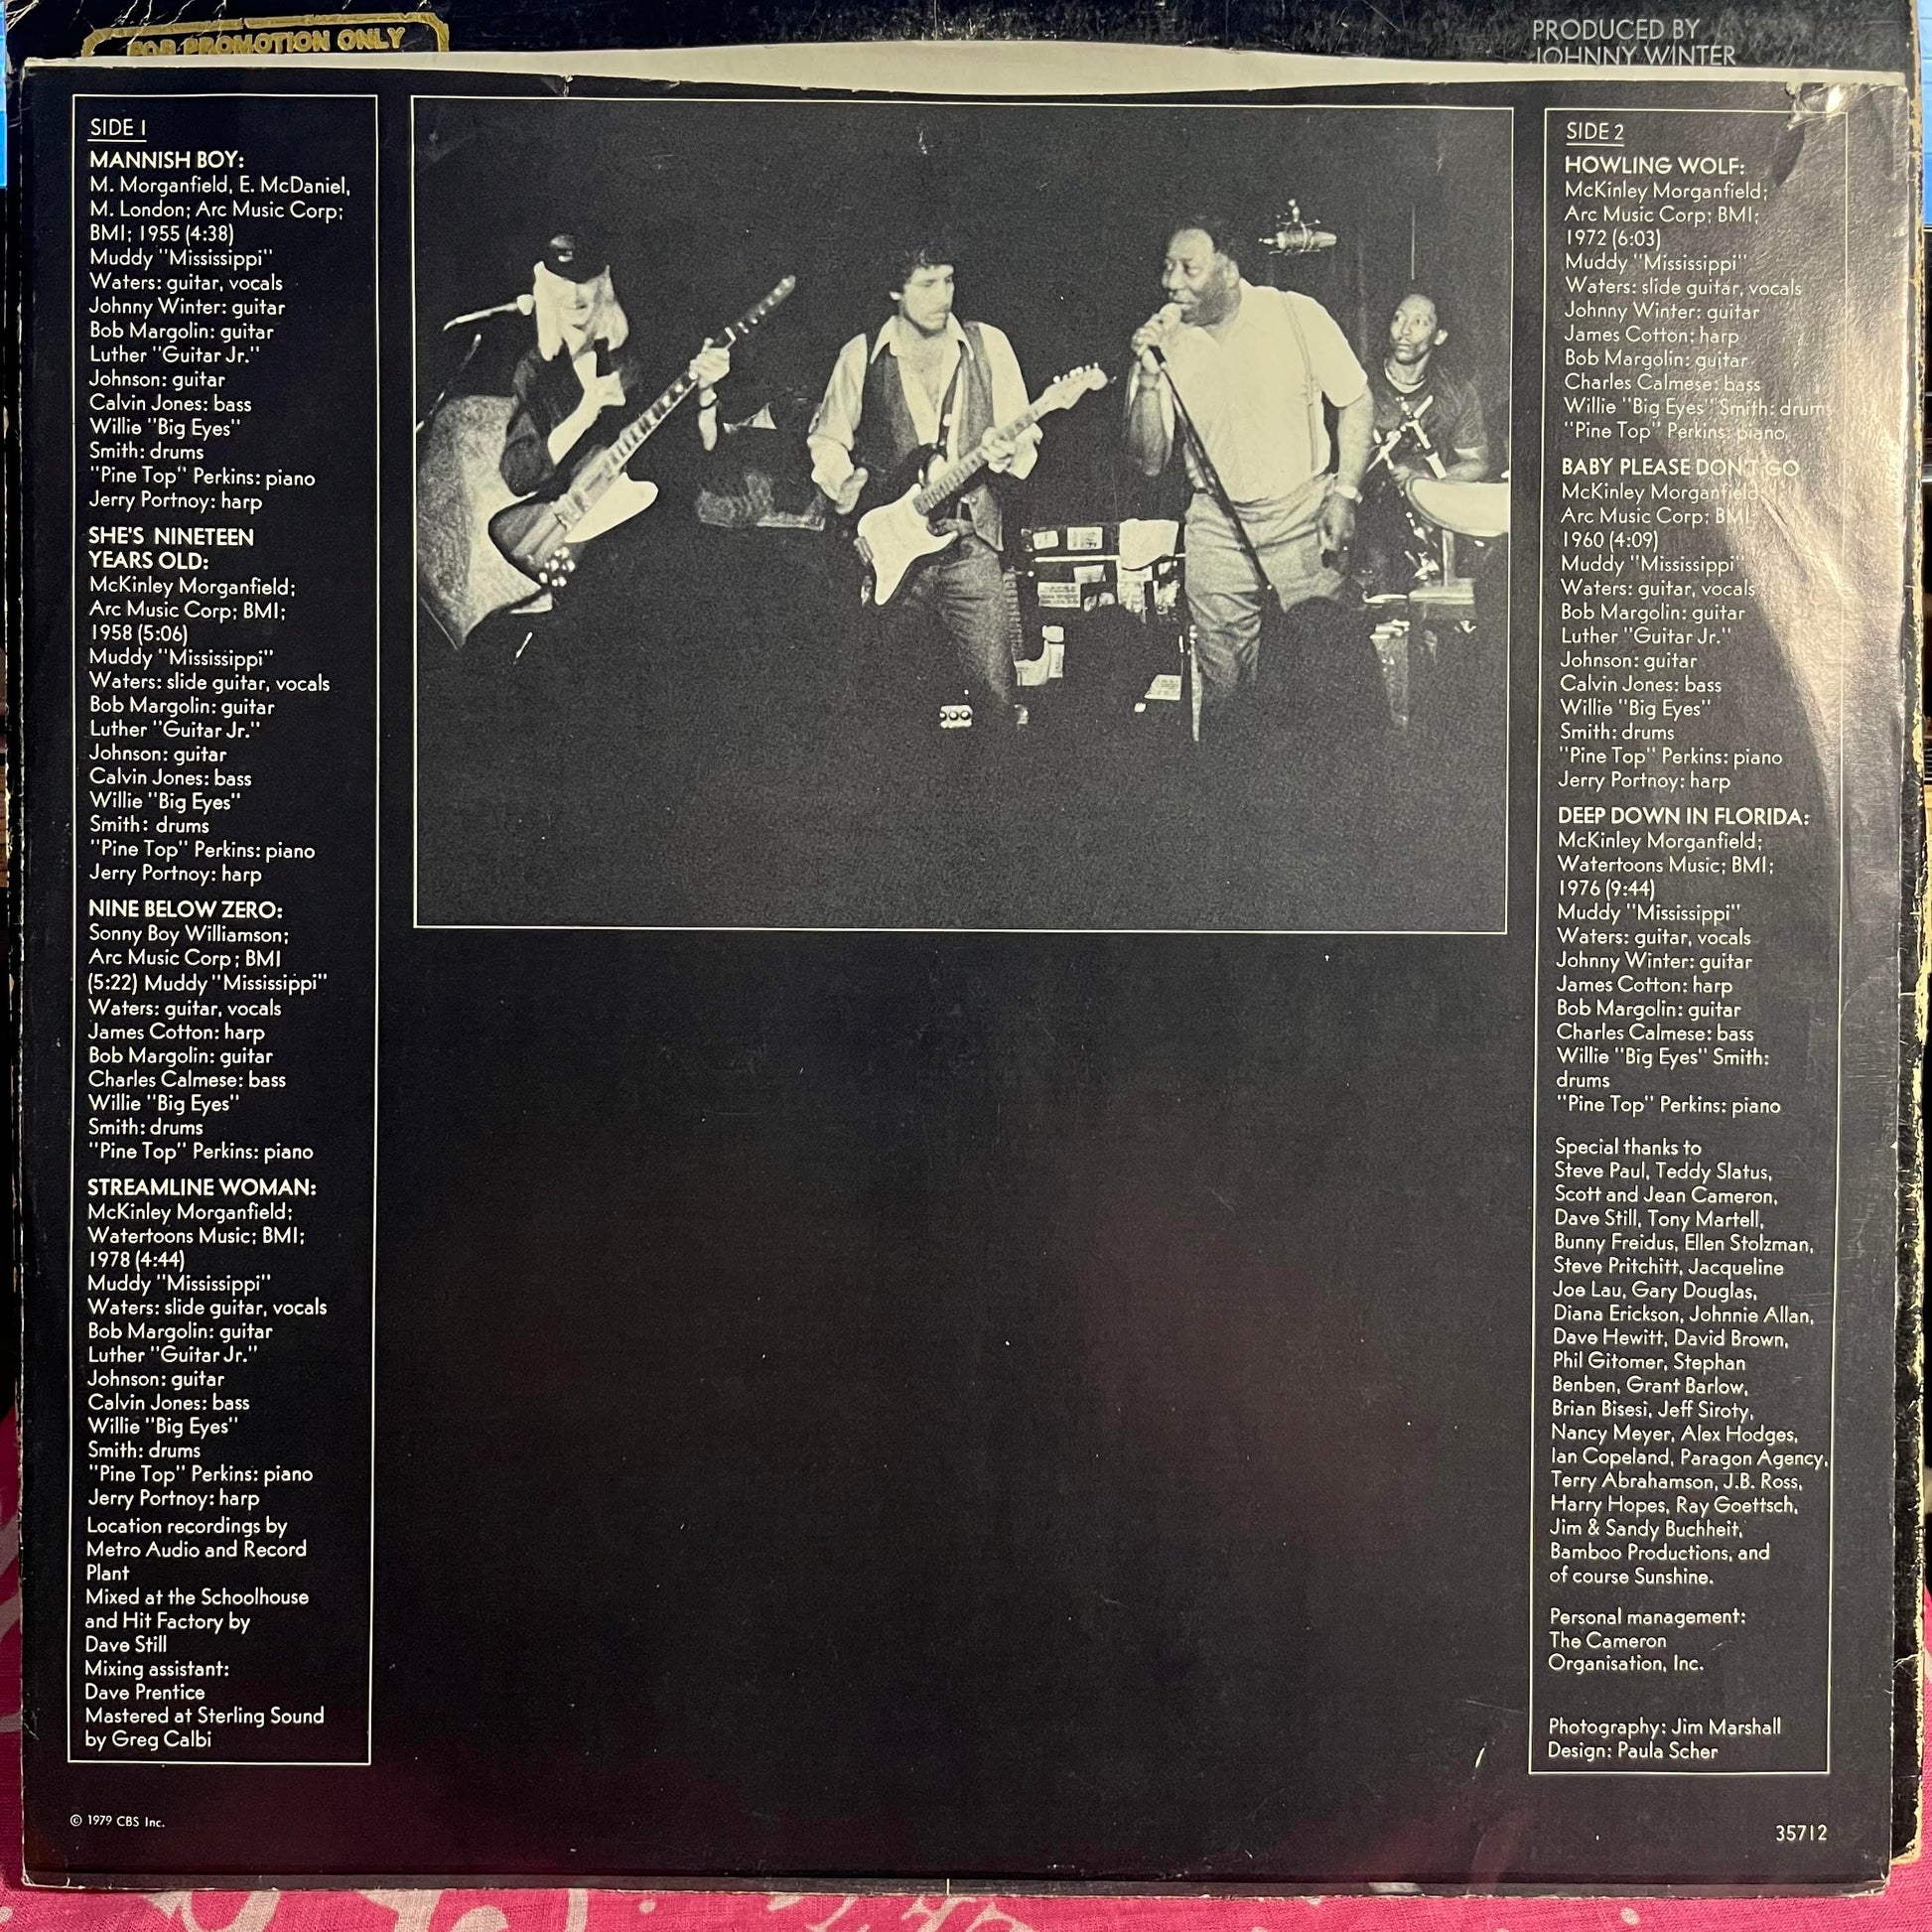 FOR PROMOTION ONLY
PRODUCED BY
JOHNNY WINTER
SIDE 1
MANNISH BOY:
M. Morganfield, E. McDaniel,
M. London; Arc Music Corp;
BMI; 1955 (4:38)
Muddy "Mississippi"
Waters: guitar, vocals
Johnny Winter: guitar
Bob Margolin: guitar
Luther "Guitar Jr."
Johnson: guitar
Calvin Jones: bass
Willie "Big Eyes"
Smith: drums
"Pine Top" Perkins: piano
Jerry Portnoy: harp
SHE'S NINETEEN
YEARS OLD:
McKinley Morganfield;
Arc Music Corp; BMI;
1958 (5:06)
Muddy "Mississippi"
Waters: slide guitar, vocals
Bob Margolin: guitar
Luther "Guitar Jr."
Johnson: guitar
Calvin Jones: bass
Willie "Big Eyes"
Smith: drums
"Pine Top" Perkins: piano
Jerry Portnoy: harp
NINE BELOW ZERO:
Sonny Boy Williamson;
Arc Music Corp; BMI
(5:22) Muddy "Mississippi"
Waters: guitar, vocals
James Cotton: harp
Bob Margolin: guitar
Charles Calmese: bass
Willie "Big Eyes"
Smith: drums
"Pine Top" Perkins: piano
STREAMLINE WOMAN:
McKinley Morganfield;
Watertoons Music; BMI;
1978 (4:44)
Muddy "Mississippi"
Waters: slide guitar, vocals
Bob Margolin: guitar
Luther "Guitar Jr."
Johnson: guitar
Calvin Jones: bass
Willie "Big Eyes"
Smith: drums
"Pine Top" Perkins: piano
Jerry Portnoy: harp
Location recordings by
Metro Audio and Record
Plant
Mixed at the Schoolhouse
and Hit Factory by
Dave Still
Mixing assistant:
Dave Prentice
Mastered at Sterling Sound
by Greg Calbi
© 1979 CBS Inc.
SIDE 2
HOWLING WOLF:
McKinley Morganfield;
Arc Music Corp; BMI;
1972 (6:03)
Muddy "Mississippi"
Waters: slide guitar, vocals
Johnny Winter: guitar
James Cotton: harp
Bob Margolin: guitar
Charles Calmese: bass
Willie "Big Eyes" Smith: drums
"Pine Top" Perkins: piano
BABY PLEASE DON'T GO
McKinley Morganfield;
Arc Music Corp; BMI;
1960 (4:09)
Muddy "Mississippi"
Waters: guitar, vocals
Bob Margolin: guitar
Luther "Guitar Jr."
Johnson: guitar
Calvin Jones: bass
Willie "Big Eyes"
Smith: drums
"Pine Top" Perkins: piano
Jerry Portnoy: harp
DEEP DOWN IN FLORIDA:
McKinley Morganfield;
Watertoons Music; BMI;
1976 (9:44)
Muddy "Mississippi"
Waters: guitar, vocals
Johnny Winter: guitar
James Cotton: harp
Bob Margolin: guitar
Charles Calmese: bass
Willie "Big Eyes" Smith:
drums
"Pine Top" Perkins: piano
Special thanks to
Steve Paul, Teddy Slatus,
Scott and Jean Cameron,
Dave Still, Tony Martell,
Bunny Freidus, Ellen Stolzman,
Steve Pritchitt, Jacqueline
Joe Lau, Gary Douglas,
Diana Erickson, Johnnie Allan,
Dave Hewitt, David Brown,
Phil Gitomer, Stephan
Benben, Grant Barlow,
Brian Bisesi, Jeff Siroty,
Nancy Meyer, Alex Hodges,
Ian Copeland, Paragon Agency,
Terry Abrahamson, J.B. Ross,
Harry Hopes, Ray Goettsch,
Jim & Sandy Buchheit,
Bamboo Productions, and
of course Sunshine.
Personal management:
The Cameron
Organisation, Inc.
Photography: Jim Marshall
Design: Paula Scher
35712